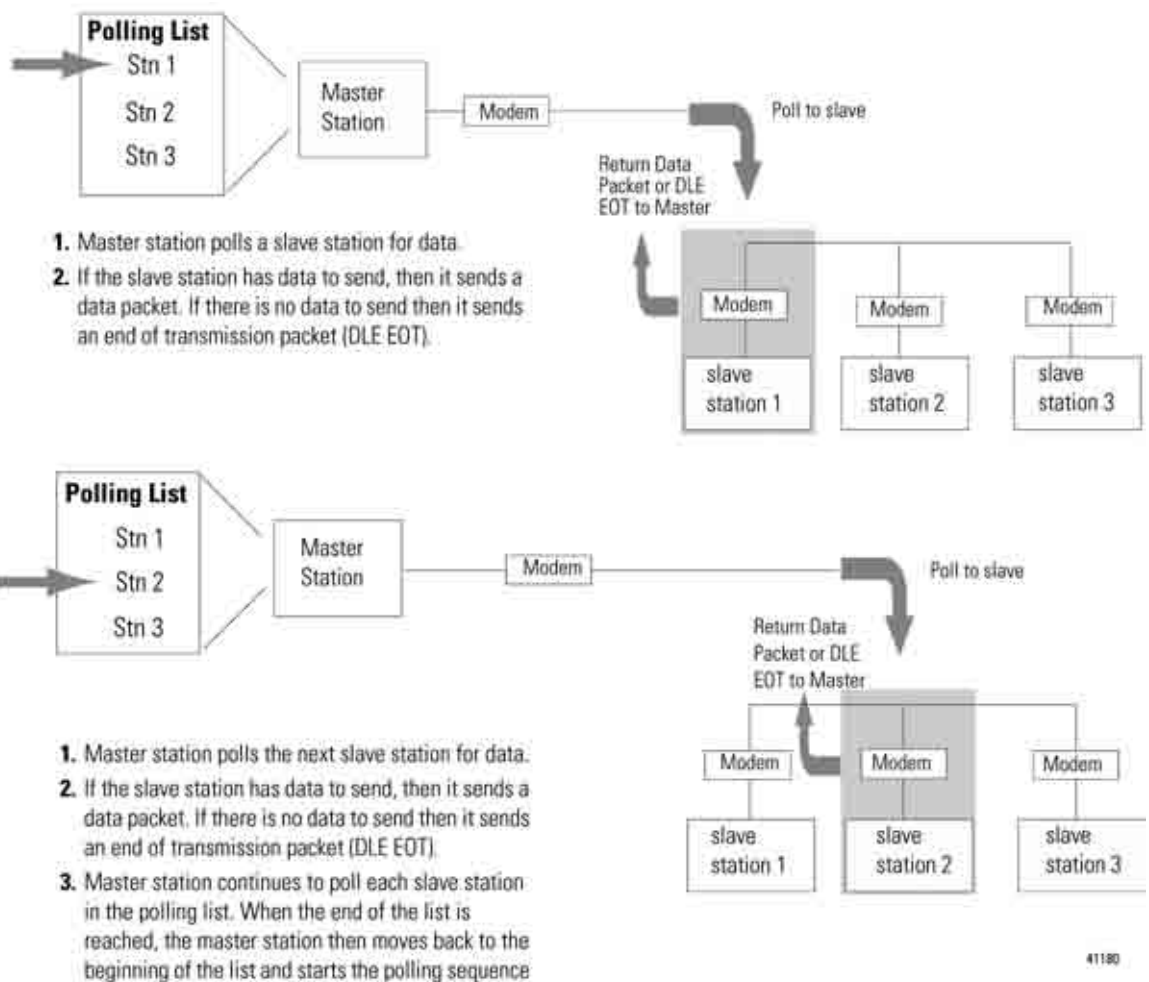 Polling List
Stn 1
Stn 2
Stn 3
Master
Station
Modem
Poll to slave
Return Data
Packet or DLE
EOT to Master
1. Master station polls a slave station for data.
2. If the slave station has data to send, then it sends a
data packet. If there is no data to send then it sends
an end of transmission packet (DLE EOT).
Modem
Modem
Modem
slave
station 1
slave
station 2
slave
station 3
Polling List
Stn 1
Stn 2
Stn 3
Master
Station
Modem
Poll to slave
Return Data
Packet or DLE
EOT to Master
1. Master station polls the next slave station for data.
2. If the slave station has data to send, then it sends a
data packet. If there is no data to send then it sends
an end of transmission packet (DLE EOT).
3. Master station continues to poll each slave station
in the polling list. When the end of the list is
reached, the master station then moves back to the
beginning of the list and starts the polling sequence
Modem
Modem
Modem
slave
station 1
slave
station 2
slave
station 3
41180